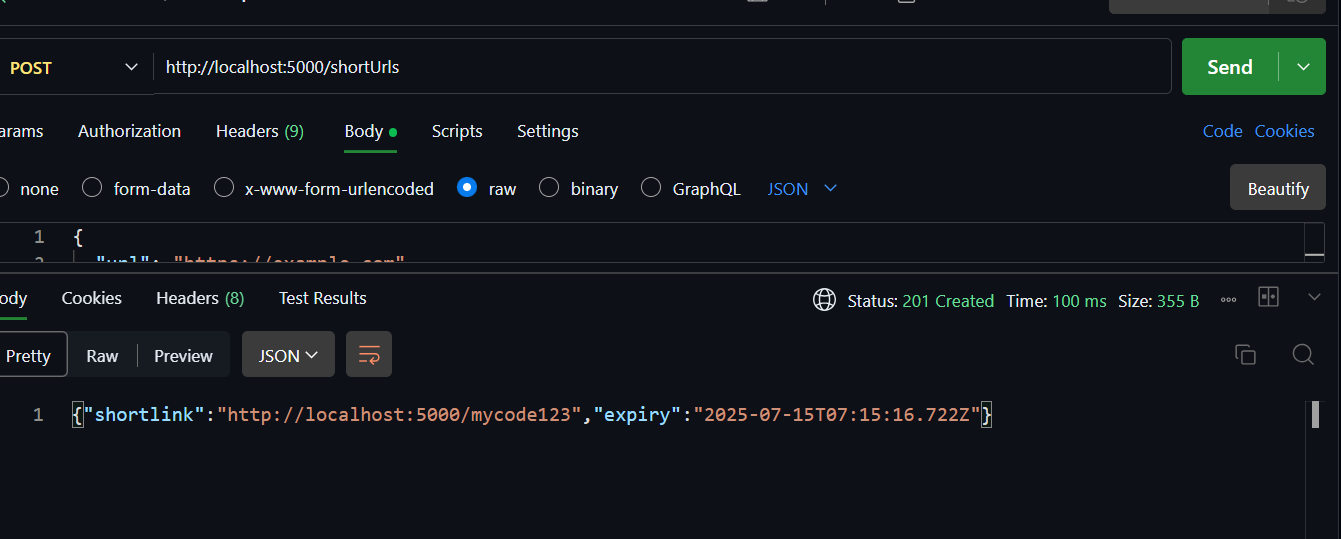 POST http://localhost:5000/shortUrls Send
arams Authorization Headers (9) Body Scripts Settings Code Cookies
none form-data x-www-form-urlencoded raw binary GraphQL JSON Beautify
1 {
"url": "https://example.com"
ody Cookies Headers (8) Test Results Status: 201 Created Time: 100 ms Size: 355 B
Pretty Raw Preview JSON
1 {"shortlink":"http://localhost:5000/mycode123","expiry":"2025-07-15T07:15:16.722Z"}